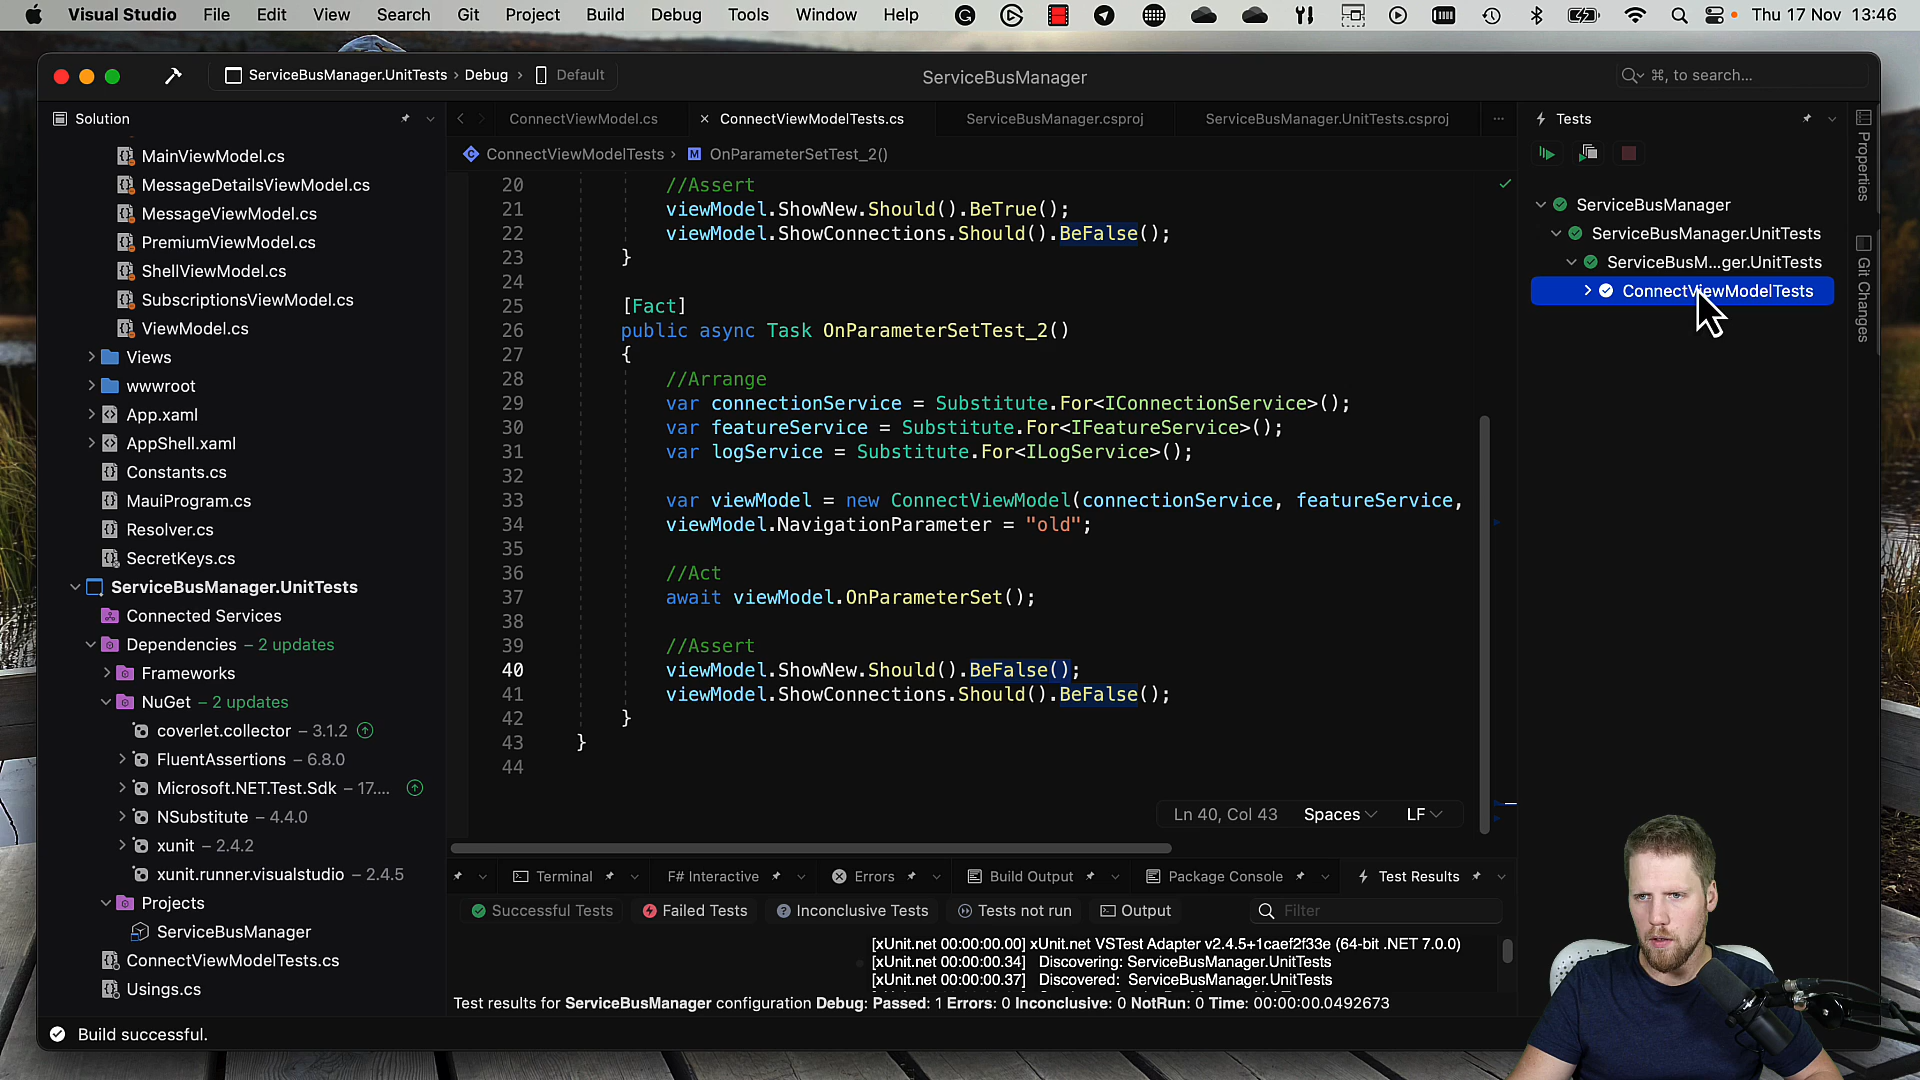 Visual Studio File Edit View Search Git Project Build Debug Tools Window Help Thu 17 Nov 13:46
ServiceBusManager.UnitTests › Debug › Default
ServiceBusManager
⌘, to search...
Solution
MainViewModel.cs
MessageDetailsViewModel.cs
MessageViewModel.cs
PremiumViewModel.cs
ShellViewModel.cs
SubscriptionsViewModel.cs
ViewModel.cs
Views
wwwroot
App.xaml
AppShell.xaml
Constants.cs
MauiProgram.cs
Resolver.cs
SecretKeys.cs
ServiceBusManager.UnitTests
Connected Services
Dependencies – 2 updates
Frameworks
NuGet – 2 updates
coverlet.collector – 3.1.2
FluentAssertions – 6.8.0
Microsoft.NET.Test.Sdk – 17....
NSubstitute – 4.4.0
xunit – 2.4.2
xunit.runner.visualstudio – 2.4.5
Projects
ServiceBusManager
ConnectViewModelTests.cs
Usings.cs
ConnectViewModel.cs × ConnectViewModelTests.cs ServiceBusManager.csproj ServiceBusManager.UnitTests.csproj ...
ConnectViewModelTests › M OnParameterSetTest_2()
20 //Assert
21 viewModel.ShowNew.Should().BeTrue();
22 viewModel.ShowConnections.Should().BeFalse();
23 }
24
25 [Fact]
26 public async Task OnParameterSetTest_2()
27 {
28 //Arrange
29 var connectionService = Substitute.For<IConnectionService>();
30 var featureService = Substitute.For<IFeatureService>();
31 var logService = Substitute.For<ILogService>();
32
33 var viewModel = new ConnectViewModel(connectionService, featureService,
34 viewModel.NavigationParameter = "old";
35
36 //Act
37 await viewModel.OnParameterSet();
38
39 //Assert
40 viewModel.ShowNew.Should().BeFalse();
41 viewModel.ShowConnections.Should().BeFalse();
42 }
43 }
44
Ln 40, Col 43 Spaces LF
Terminal F# Interactive Errors Build Output Package Console Test Results
Successful Tests Failed Tests Inconclusive Tests Tests not run Output Filter
[xUnit.net 00:00:00.00] xUnit.net VSTest Adapter v2.4.5+1caef2f33e (64-bit .NET 7.0.0)
[xUnit.net 00:00:00.34] Discovering: ServiceBusManager.UnitTests
[xUnit.net 00:00:00.37] Discovered: ServiceBusManager.UnitTests
Test results for ServiceBusManager configuration Debug: Passed: 1 Errors: 0 Inconclusive: 0 NotRun: 0 Time: 00:00:00.0492673
Tests
ServiceBusManager
ServiceBusManager.UnitTests
ServiceBusM...ger.UnitTests
ConnectViewModelTests
Properties
Git Changes
Build successful.